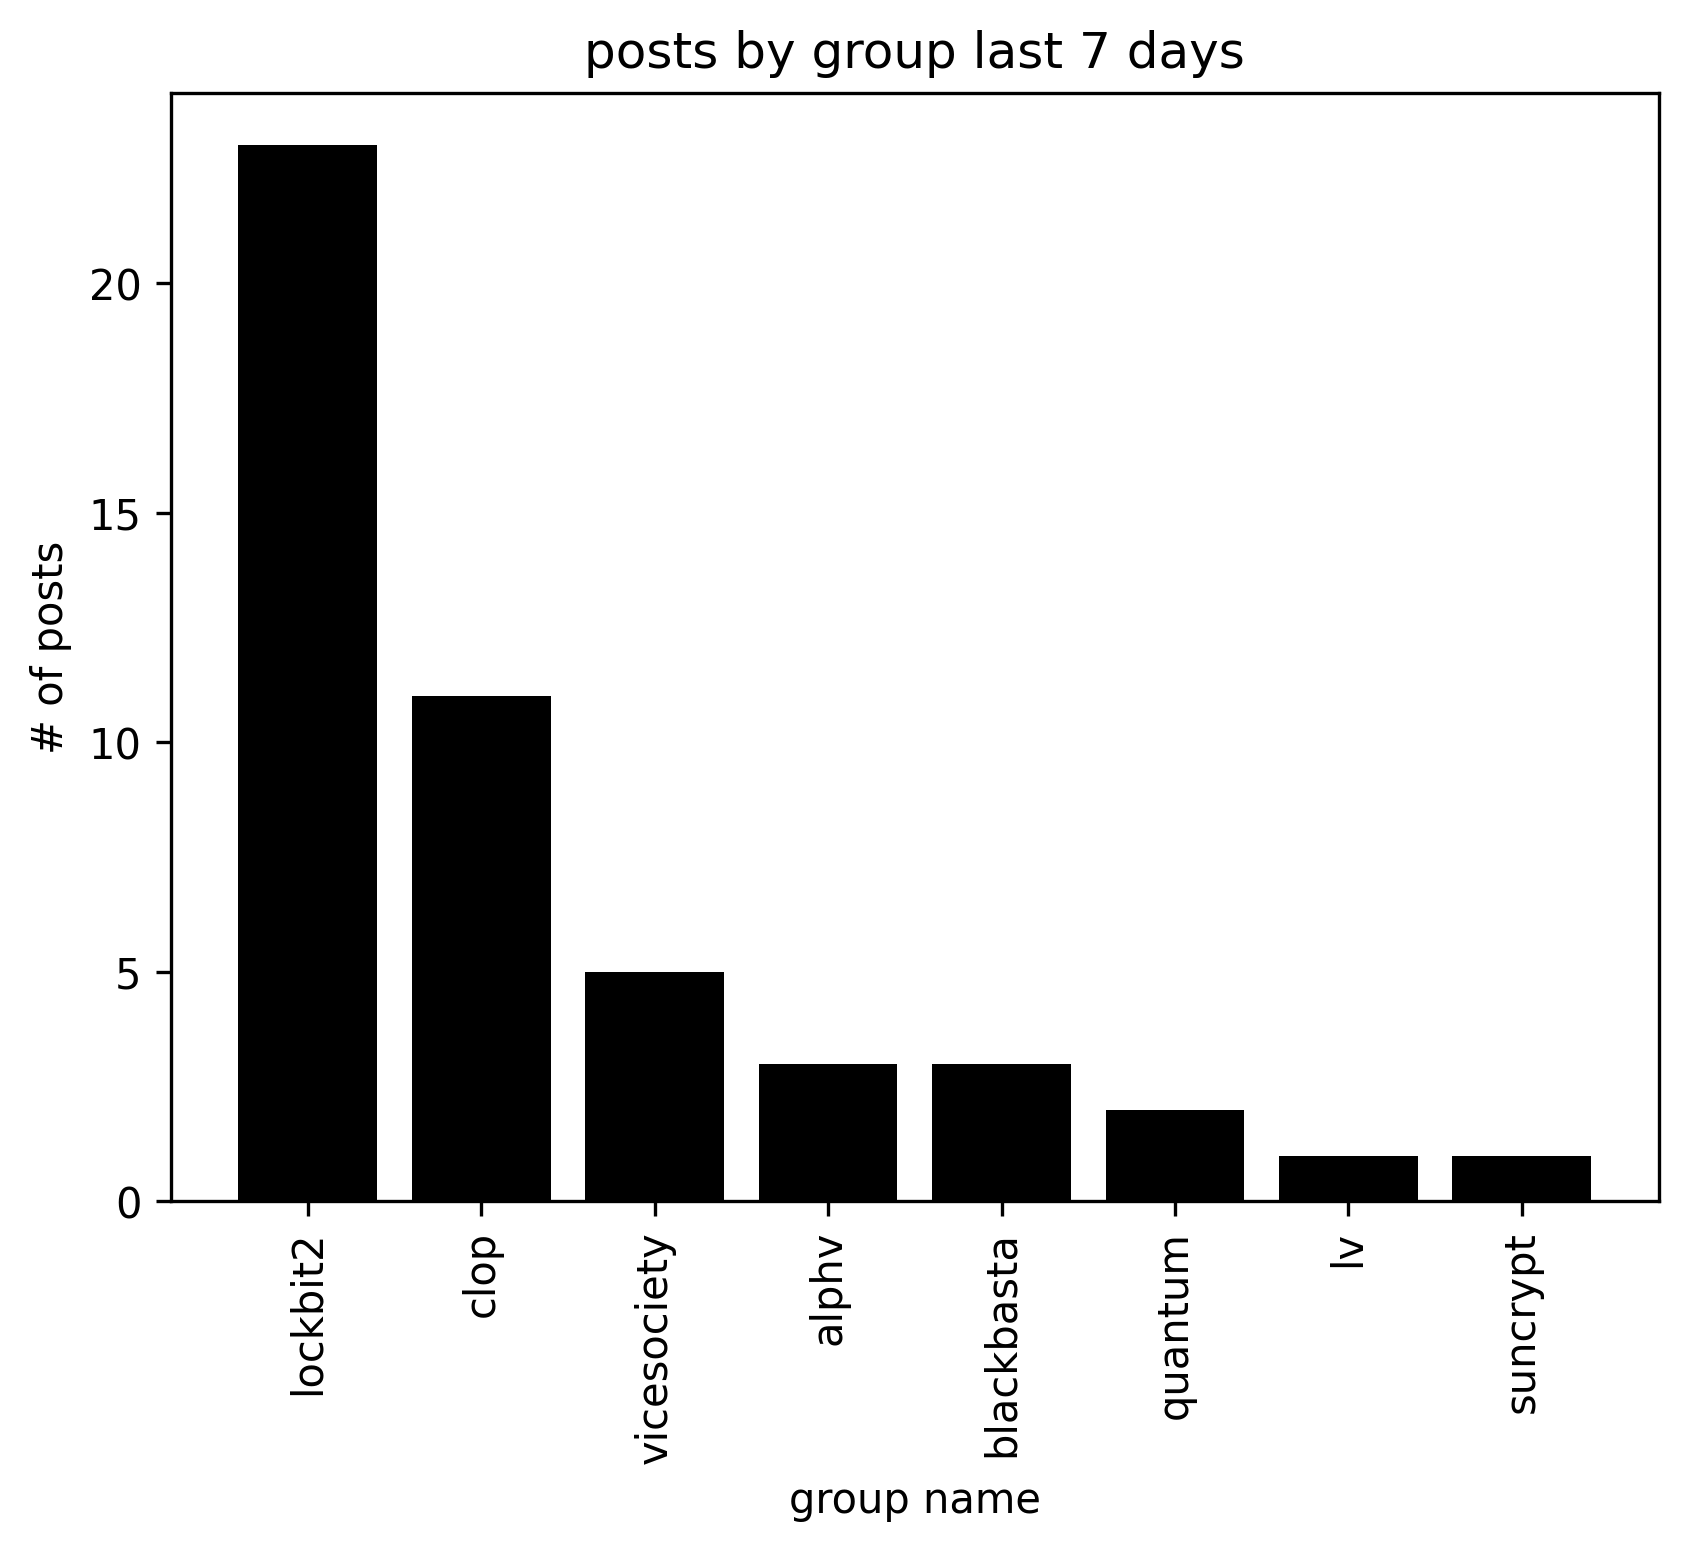 posts by group last 7 days
# of posts
20
15
10
5
0
lockbit2
clop
vicesociety
alphv
blackbasta
quantum
lv
suncrypt
group name